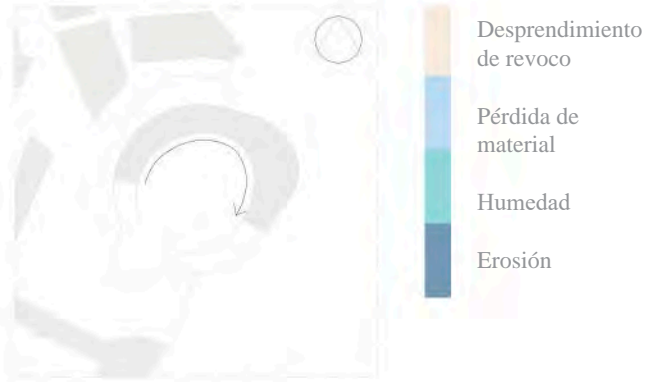 Desprendimiento
de revoco
Pérdida de
material
Humedad
Erosión